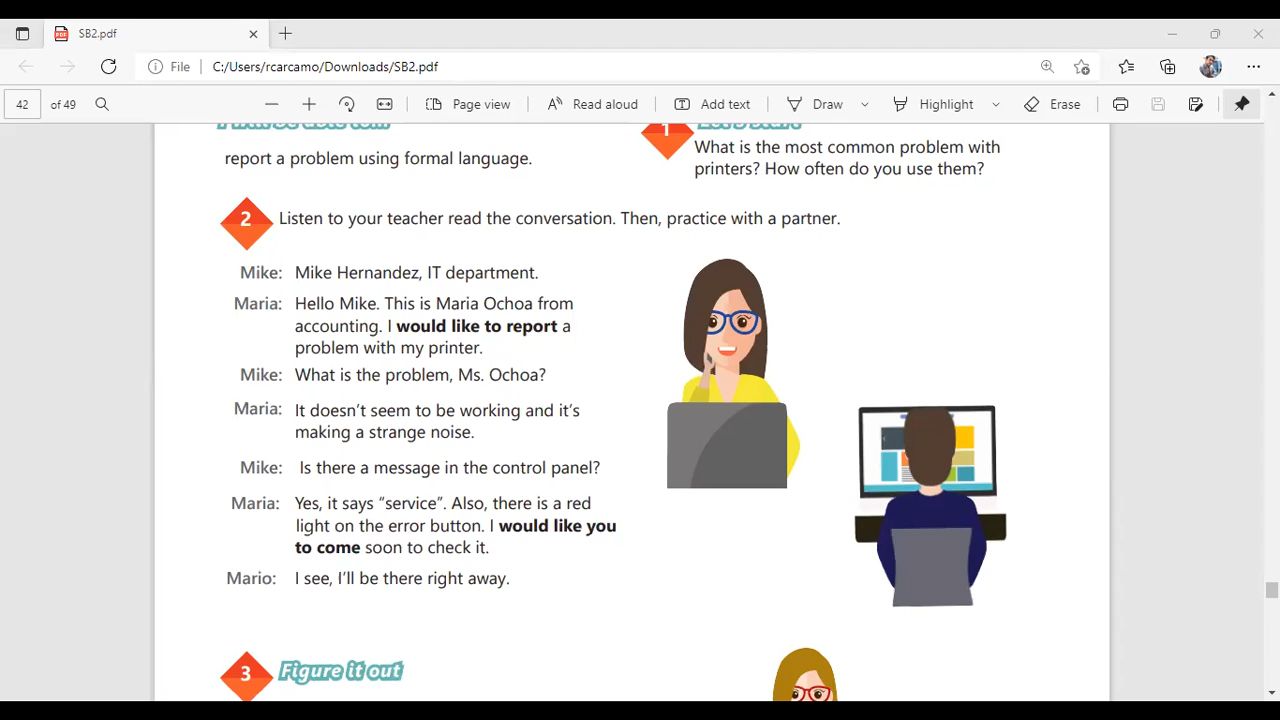 SB2.pdf
File C:/Users/rcarcamo/Downloads/SB2.pdf
42 of 49 Page view Read aloud Add text Draw Highlight Erase
report a problem using formal language.
1
What is the most common problem with
printers? How often do you use them?
2 Listen to your teacher read the conversation. Then, practice with a partner.
Mike: Mike Hernandez, IT department.
Maria: Hello Mike. This is Maria Ochoa from
accounting. I would like to report a
problem with my printer.
Mike: What is the problem, Ms. Ochoa?
Maria: It doesn’t seem to be working and it’s
making a strange noise.
Mike: Is there a message in the control panel?
Maria: Yes, it says “service”. Also, there is a red
light on the error button. I would like you
to come soon to check it.
Mario: I see, I’ll be there right away.
3 Figure it out